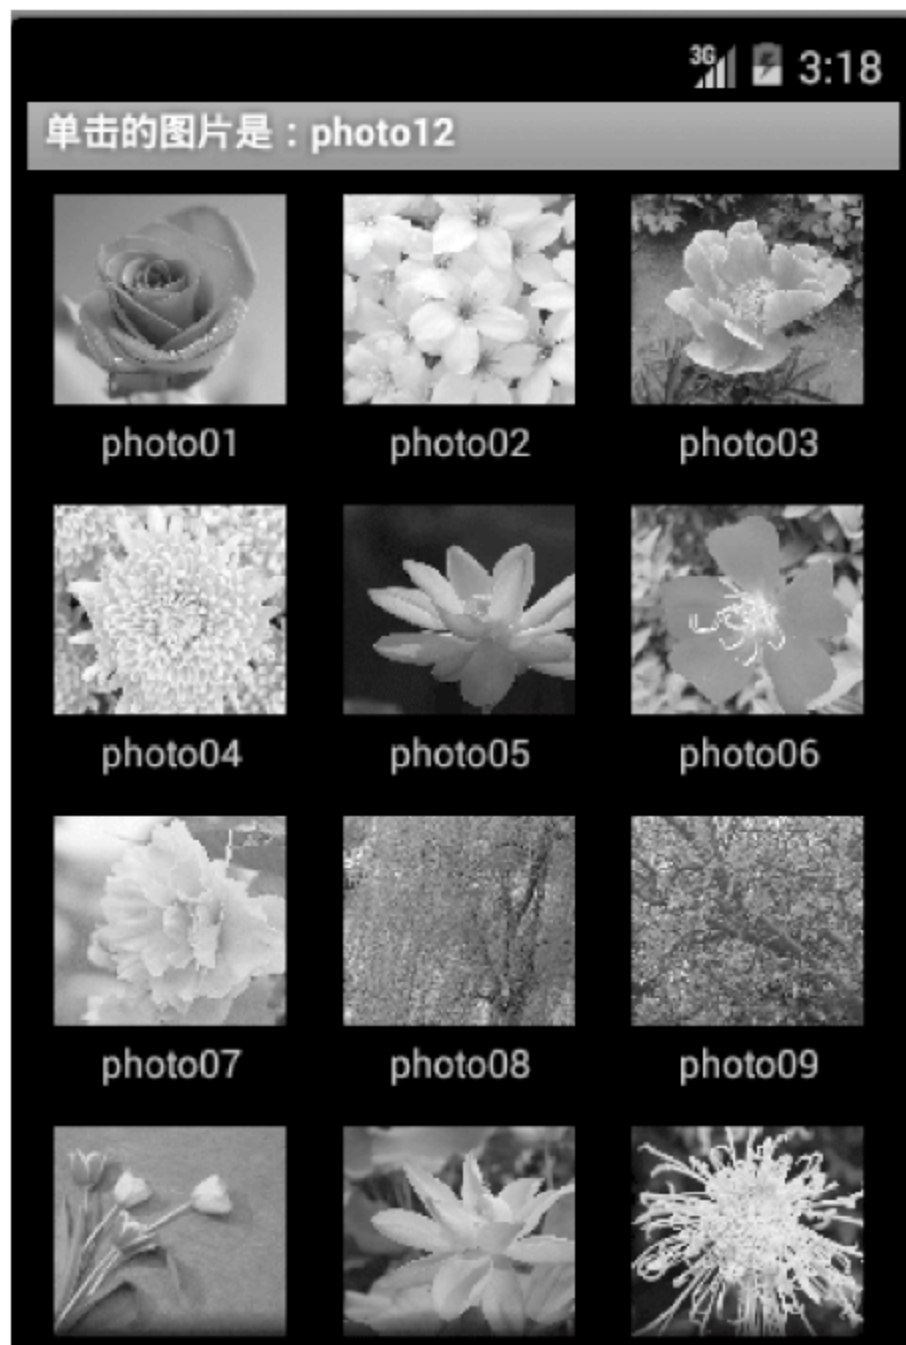 3G 3:18
单击的图片是：photo12
photo01 photo02 photo03
photo04 photo05 photo06
photo07 photo08 photo09